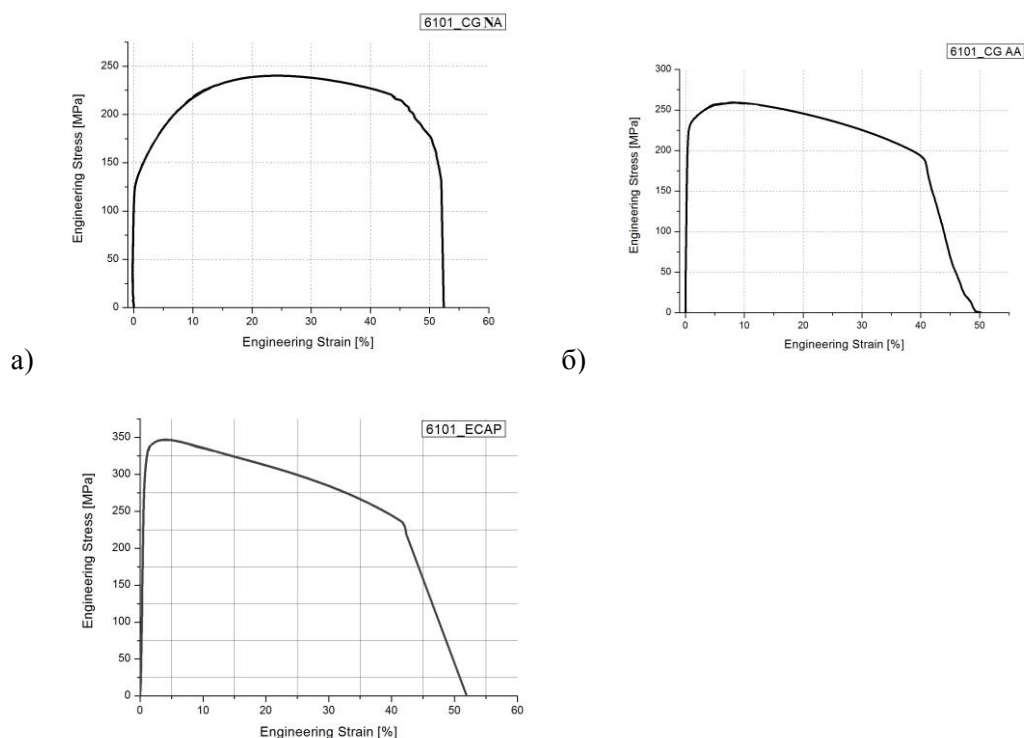 6101_CG NA
Engineering Stress [MPa]
250
200
150
100
50
0
0 10 20 30 40 50 60
Engineering Strain [%]
а)
6101_CG AA
Engineering Stress [MPa]
300
250
200
150
100
50
0
0 10 20 30 40 50
Engineering Strain [%]
б)
6101_ECAP
Engineering Stress [MPa]
350
300
250
200
150
100
50
0
0 10 20 30 40 50 60
Engineering Strain [%]